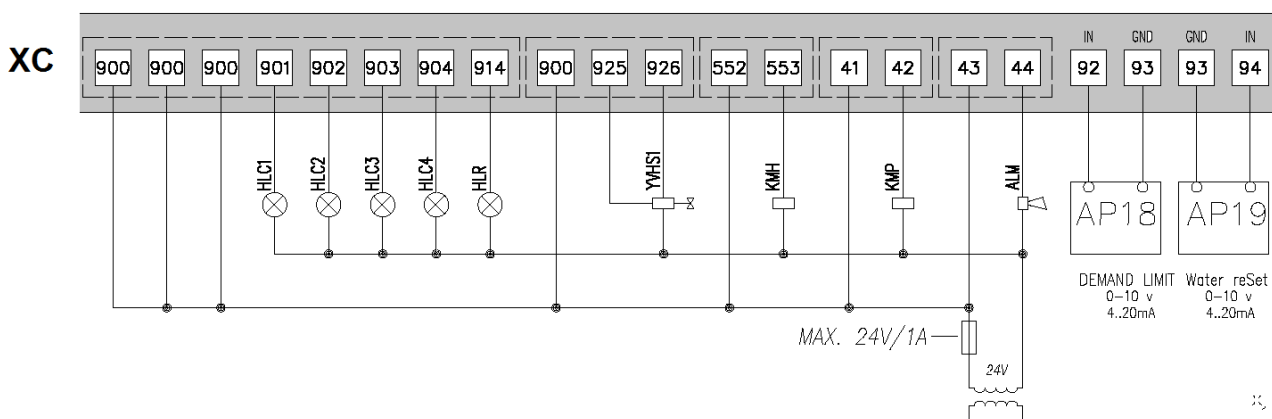 XC
IN GND GND IN
900 900 900 901 902 903 904 914 900 925 926 552 553 41 42 43 44 92 93 93 94
HLC1 HLC2 HLC3 HLC4 HLR YVHS1 KMH KMP ALM
AP18 AP19
DEMAND LIMIT Water reSet
0-10 v 0-10 v
4..20mA 4..20mA
MAX. 24V/1A
24V